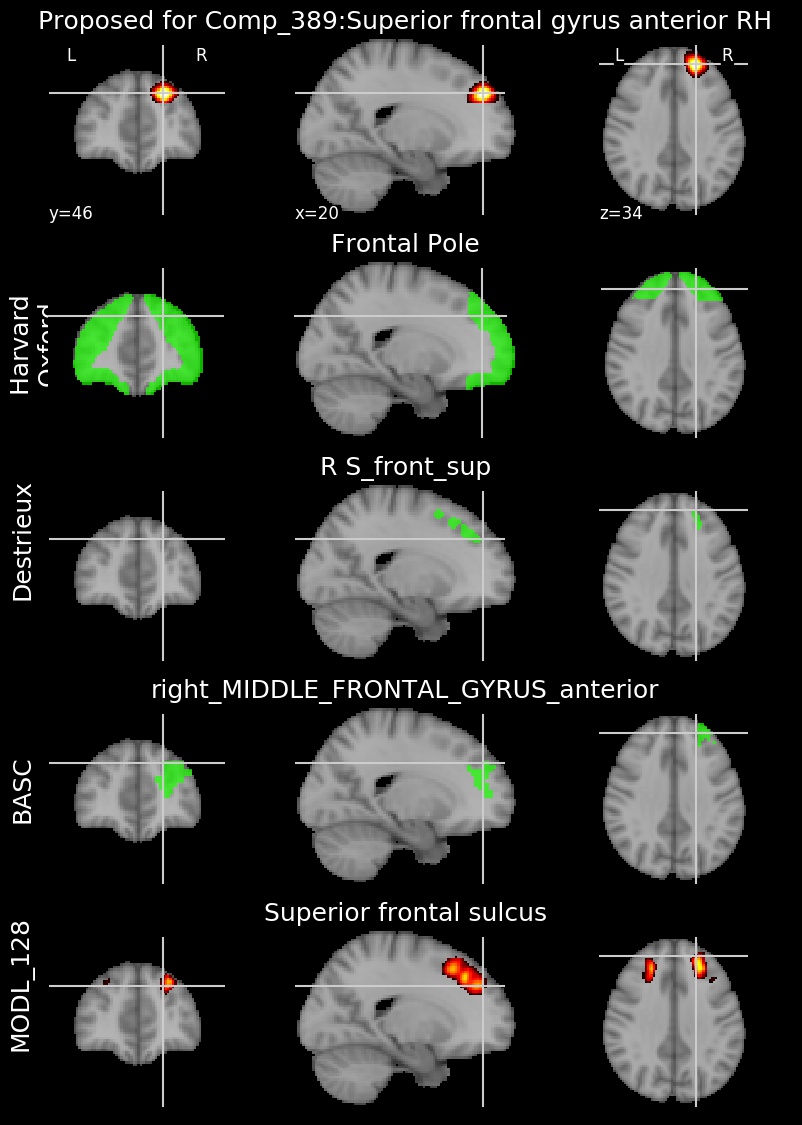 Proposed for Comp_389:Superior frontal gyrus anterior RH
L R L R
y=46 x=20 z=34
Frontal Pole
Harvard
Oxford
R S_front_sup
Destrieux
right_MIDDLE_FRONTAL_GYRUS_anterior
BASC
Superior frontal sulcus
MODL_128